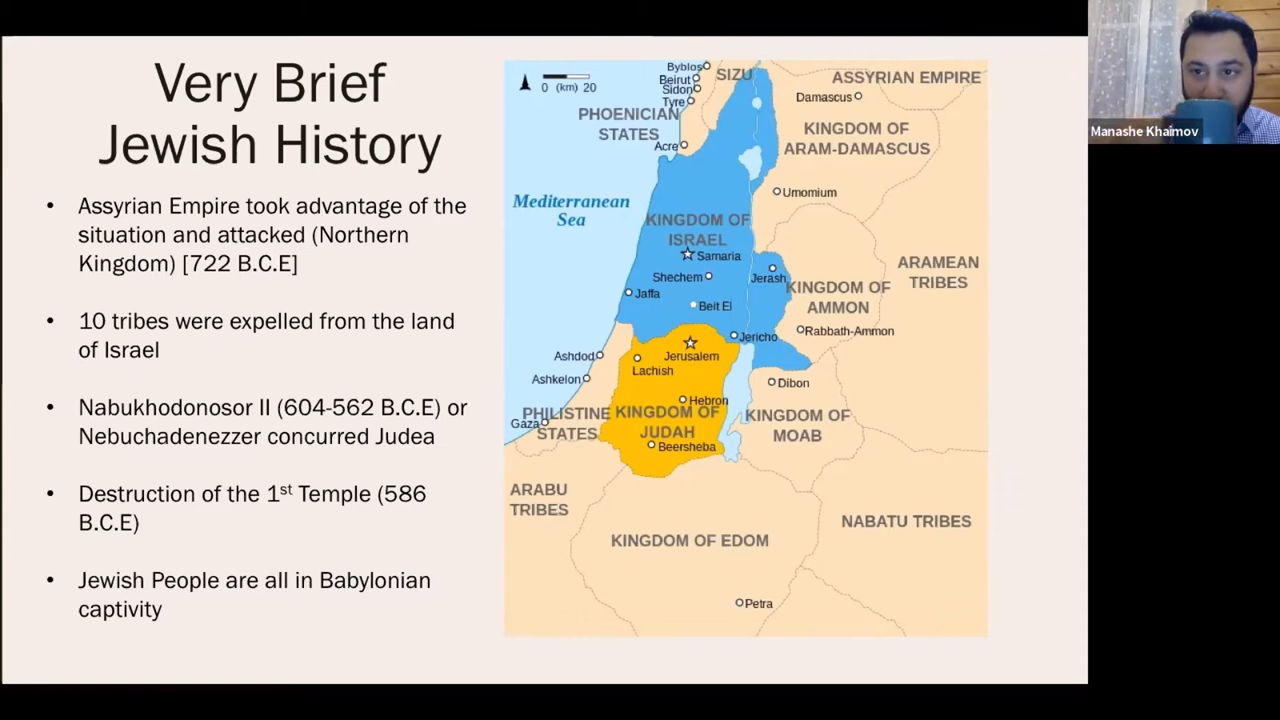 Very Brief
Jewish History
• Assyrian Empire took advantage of the
situation and attacked (Northern
Kingdom) [722 B.C.E]
• 10 tribes were expelled from the land
of Israel
• Nabukhodonosor II (604-562 B.C.E) or
Nebuchadenezzer concurred Judea
• Destruction of the 1st Temple (586
B.C.E)
• Jewish People are all in Babylonian
captivity
0 (km) 20
Byblos
SIZU
ASSYRIAN EMPIRE
Beirut
Sidon
Damascus
Tyre
PHOENICIAN
STATES
KINGDOM OF
ARAM-DAMASCUS
Acre
Umomium
Mediterranean
Sea
KINGDOM OF
ISRAEL
Samaria
Shechem
Jerash
ARAMEAN
TRIBES
Jaffa
KINGDOM OF
AMMON
Beit El
Rabbath-Ammon
Jericho
Ashdod
Jerusalem
Lachish
Ashkelon
Dibon
Hebron
Gaza
PHILISTINE
STATES
KINGDOM OF
JUDAH
KINGDOM OF
MOAB
Beersheba
ARABU
TRIBES
NABATU TRIBES
KINGDOM OF EDOM
Petra
Manashe Khaimov